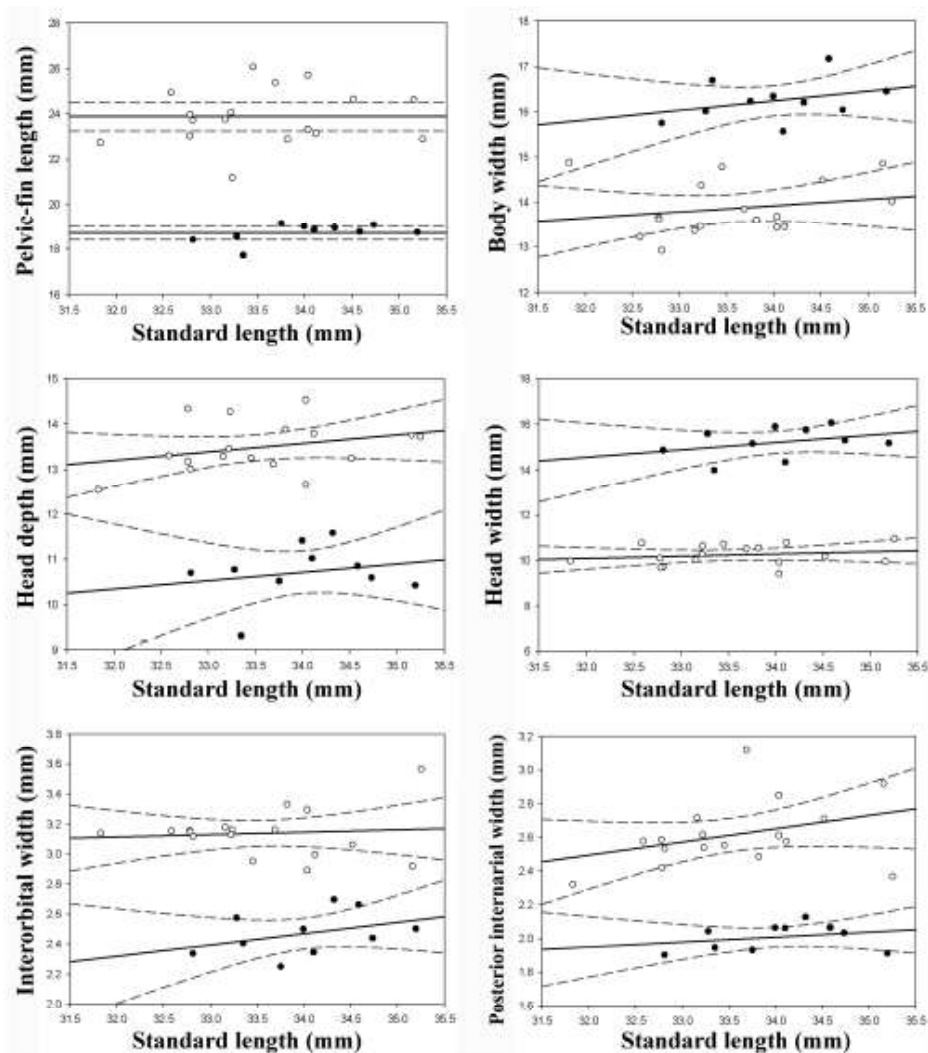 Pelvic-fin length (mm)
28
26
24
22
20
18
16
31.5 32.0 32.5 33.0 33.5 34.0 34.5 35.0 35.5
Standard length (mm)
Body width (mm)
17
16
15
14
13
12
31.5 32.0 32.5 33.0 33.5 34.0 34.5 35.0 35.5
Standard length (mm)
Head depth (mm)
15
14
13
12
11
10
9
31.5 32.0 32.5 33.0 33.5 34.0 34.5 35.0 35.5
Standard length (mm)
Head width (mm)
18
16
14
12
10
8
6
31.5 32.0 32.5 33.0 33.5 34.0 34.5 35.0 35.5
Standard length (mm)
Interorbital width (mm)
3.8
3.6
3.4
3.2
3.0
2.8
2.6
2.4
2.2
2.0
31.5 32.0 32.5 33.0 33.5 34.0 34.5 35.0 35.5
Standard length (mm)
Posterior internarial width (mm)
3.2
3.0
2.8
2.6
2.4
2.2
2.0
1.8
1.6
31.5 32.0 32.5 33.0 33.5 34.0 34.5 35.0 35.5
Standard length (mm)